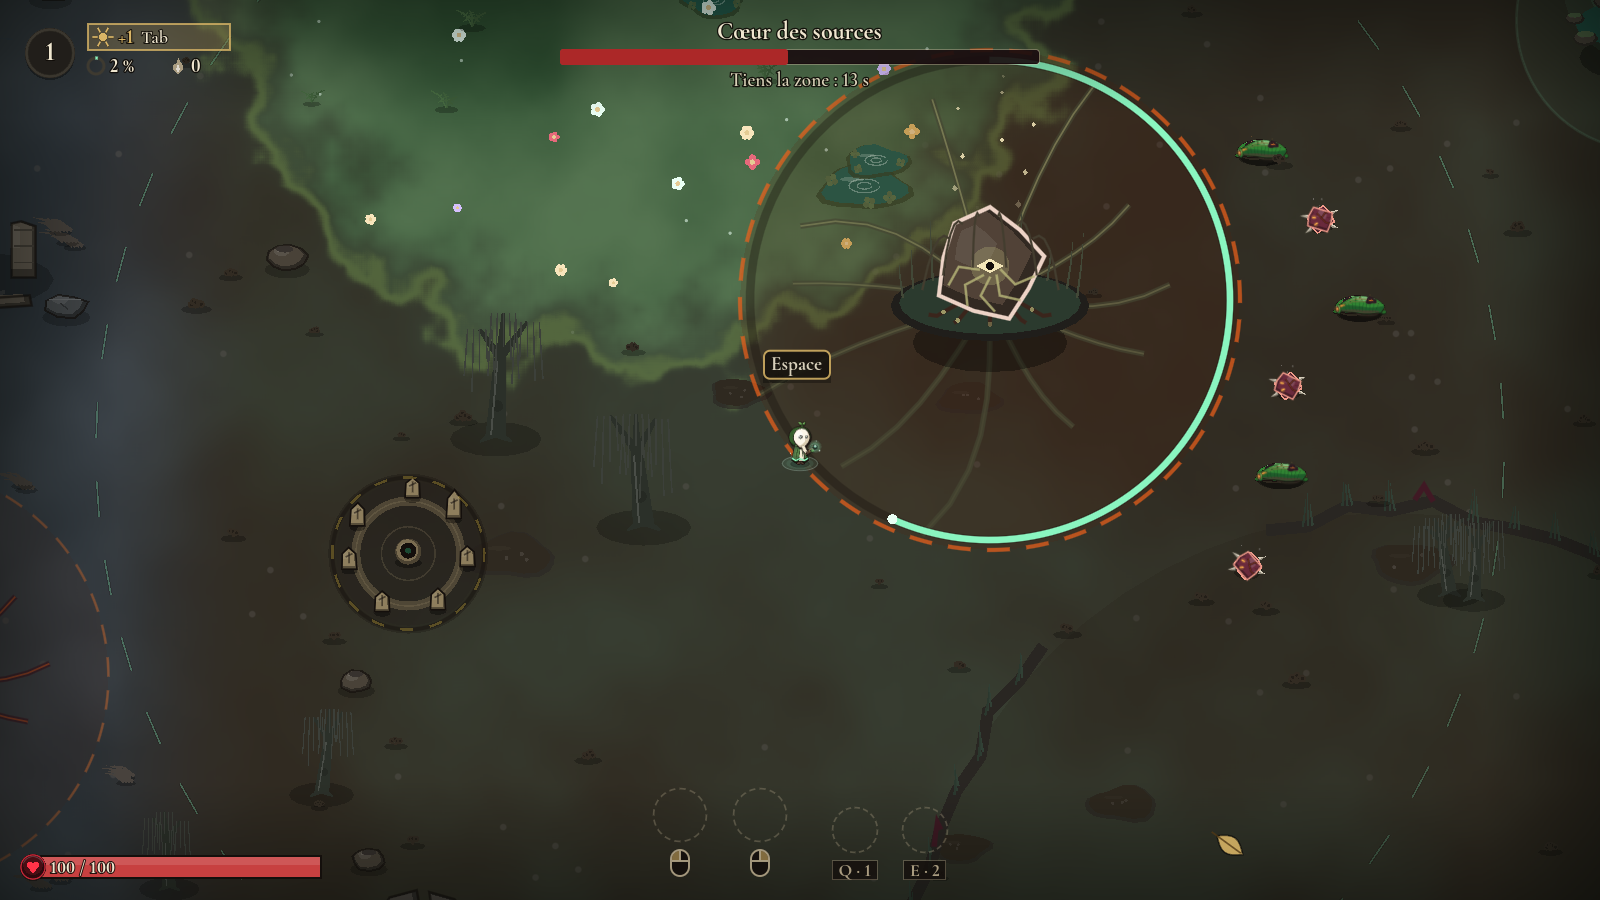 Cœur des sources
Tiens la zone : 13 s
1
+1 Tab
2 %
0
Espace
100 / 100
Q · 1
E · 2